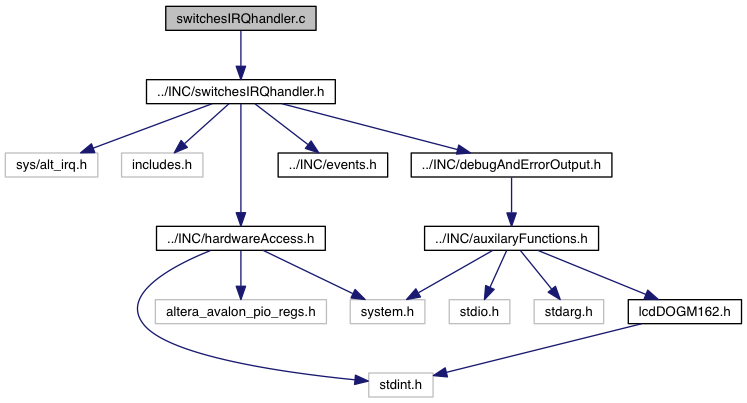 switchesIRQhandler.c
../INC/switchesIRQhandler.h
sys/alt_irq.h
includes.h
../INC/events.h
../INC/debugAndErrorOutput.h
../INC/hardwareAccess.h
../INC/auxilaryFunctions.h
altera_avalon_pio_regs.h
system.h
stdio.h
stdarg.h
lcdDOGM162.h
stdint.h